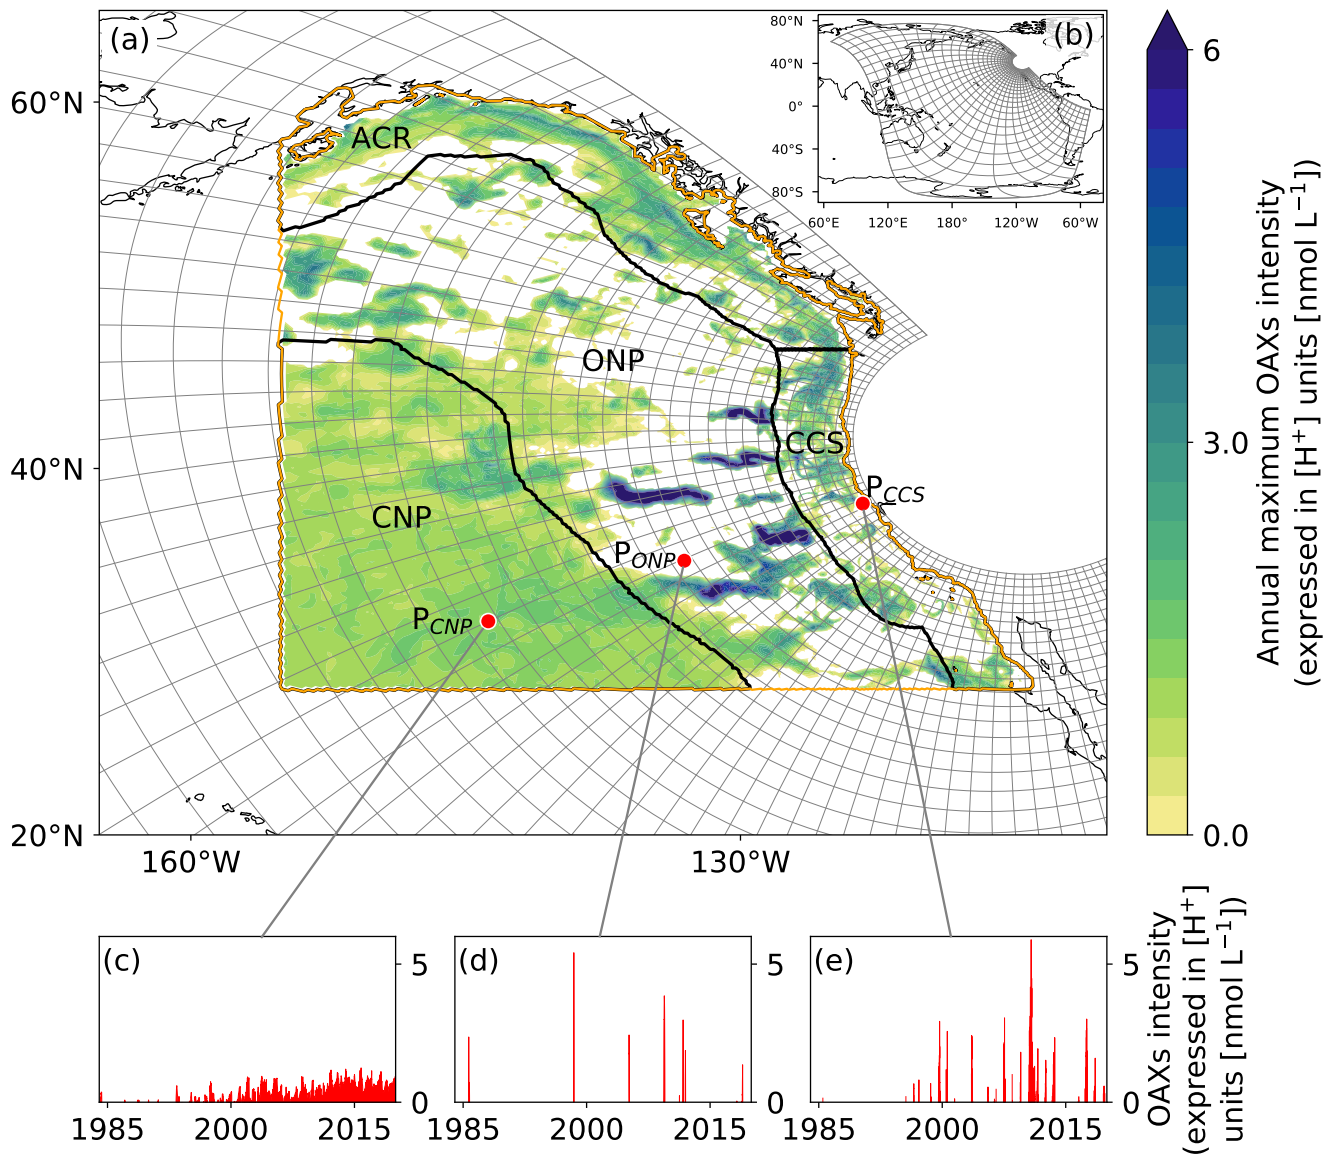 (a)
(b)
80°N
40°N
0°
40°S
80°S
60°E
120°E
180°
120°W
60°W
60°N
40°N
20°N
160°W
130°W
ACR
ONP
CCS
CNP
P_CCS
P_ONP
P_CNP
6
3.0
0.0
Annual maximum OAXs intensity
(expressed in [H⁺] units [nmol L⁻¹])
(c)
5
0
1985 2000 2015
(d)
5
0
1985 2000 2015
(e)
5
0
1985 2000 2015
OAXs intensity
(expressed in [H⁺]
units [nmol L⁻¹])